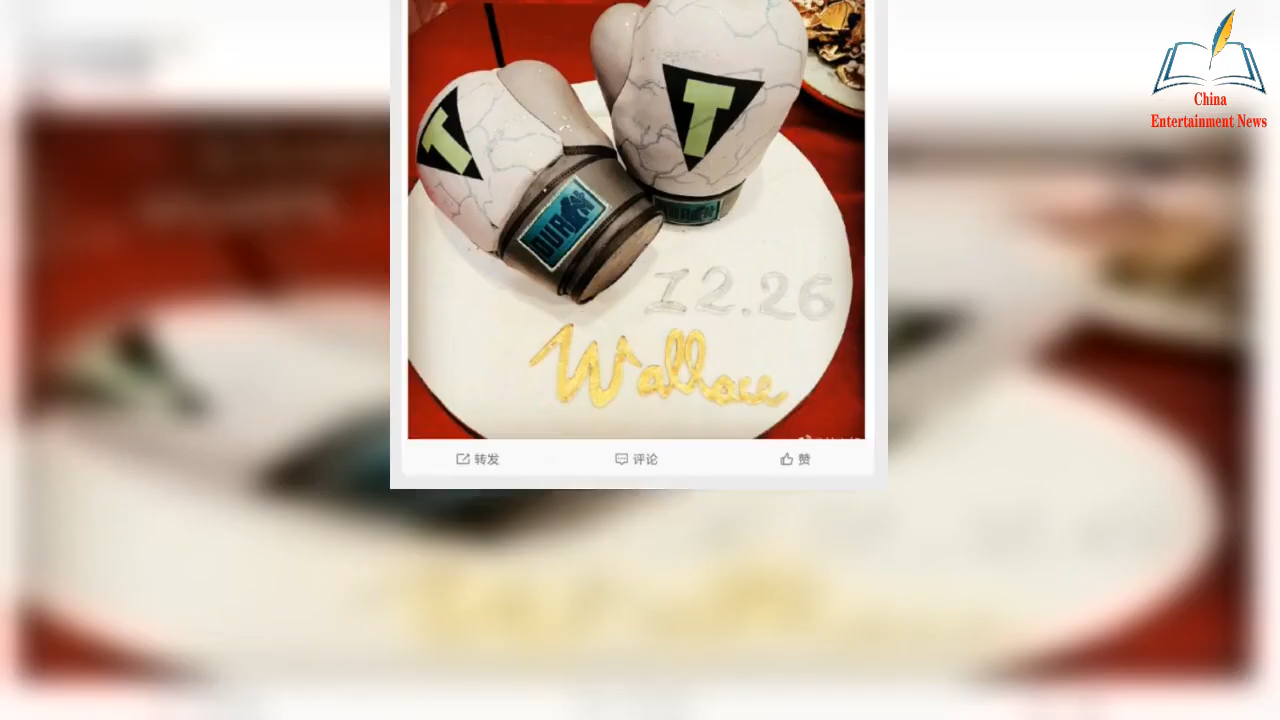 China
Entertainment News
T
T
12.26
Wallace
转发
评论
赞